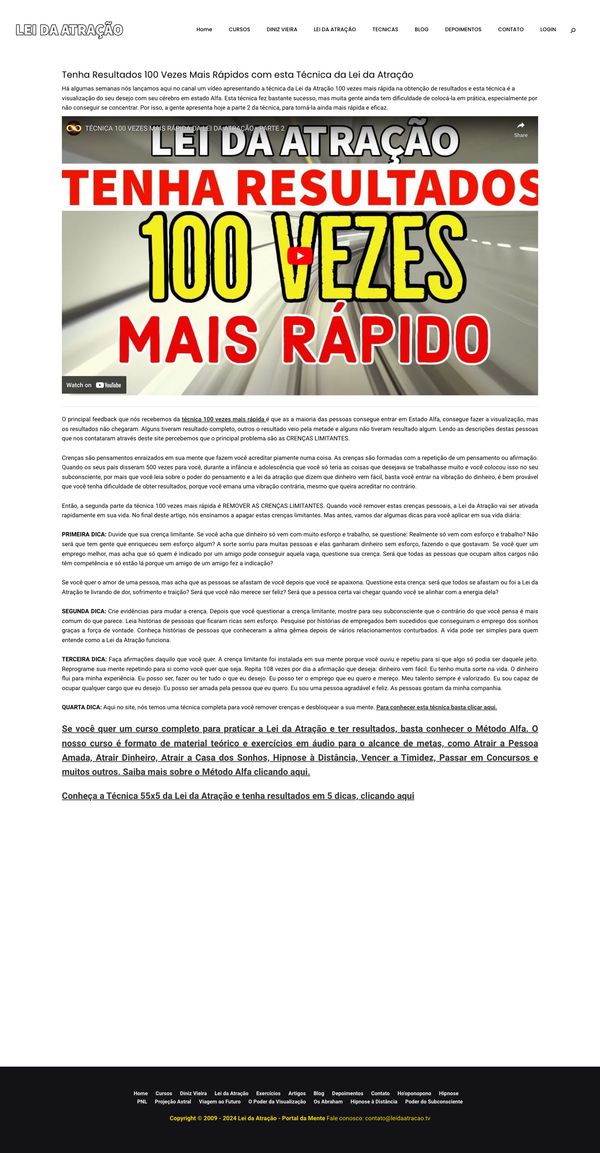 LEI DA ATRAÇÃO
Home CURSOS DINIZ VIEIRA LEI DA ATRAÇÃO TECNICAS BLOG DEPOIMENTOS CONTATO LOGIN
Tenha Resultados 100 Vezes Mais Rápidos com esta Técnica da Lei da Atração
Há algumas semanas nós lançamos aqui no canal um vídeo apresentando a técnica da Lei da Atração 100 vezes mais rápida na obtenção de resultados e esta técnica é a
visualização do seu desejo com seu cérebro em estado Alfa. Esta técnica fez bastante sucesso, mas muita gente ainda tem dificuldade de colocá-la em prática, especialmente por
não conseguir se concentrar. Por isso, a gente apresenta hoje a parte 2 da técnica, para torná-la ainda mais rápida e eficaz.
TÉCNICA 100 VEZES MAIS RÁPIDA DA LEI DA ATRAÇÃO - PARTE 2
Share
LEI DA ATRAÇÃO
TENHA RESULTADOS
100 VEZES
MAIS RÁPIDO
Watch on YouTube
O principal feedback que nós recebemos da técnica 100 vezes mais rápida é que as a maioria das pessoas consegue entrar em Estado Alfa, consegue fazer a visualização, mas
os resultados não chegaram. Alguns tiveram resultado completo, outros o resultado veio pela metade e alguns não tiveram resultado algum. Lendo as descrições destas pessoas
que nos contataram através deste site percebemos que o principal problema são as CRENÇAS LIMITANTES.
Crenças são pensamentos enraizados em sua mente que fazem você acreditar piamente numa coisa. As crenças são formadas com a repetição de um pensamento ou afirmação.
Quando os seus pais disseram 500 vezes para você, durante a infância e adolescência que você só teria as coisas que desejava se trabalhasse muito e você colocou isso no seu
subconsciente, por mais que você leia sobre o poder do pensamento e a lei da atração que dizem que dinheiro vem fácil, basta você entrar na vibração do dinheiro, é bem provável
que você tenha dificuldade de obter resultados, porque você emana uma vibração contrária, mesmo que queira acreditar no contrário.
Então, a segunda parte da técnica 100 vezes mais rápida é REMOVER AS CRENÇAS LIMITANTES. Quando você remover estas crenças pessoais, a Lei da Atração vai ser ativada
rapidamente em sua vida. No final deste artigo, nós ensinamos a apagar estas crenças limitantes. Mas antes, vamos dar algumas dicas para você aplicar em sua vida diária:
PRIMEIRA DICA: Duvide que sua crença limitante. Se você acha que dinheiro só vem com muito esforço e trabalho, se questione: Realmente só vem com esforço e trabalho? Não
será que tem gente que enriqueceu sem esforço algum? A sorte sorriu para muitas pessoas e elas ganharam dinheiro sem esforço, fazendo o que gostavam. Se você quer um
emprego melhor, mas acha que só quem é indicado por um amigo pode conseguir aquela vaga, questione sua crença. Será que todas as pessoas que ocupam altos cargos não
têm competência e só estão lá porque um amigo de um amigo fez a indicação?
Se você quer o amor de uma pessoa, mas acha que as pessoas se afastam de você depois que você se apaixona. Questione esta crença: será que todos se afastam ou foi a Lei da
Atração te livrando de dor, sofrimento e traição? Será que você não merece ser feliz? Será que a pessoa certa vai chegar quando você se alinhar com a energia dela?
SEGUNDA DICA: Crie evidências para mudar a crença. Depois que você questionar a crença limitante, mostre para seu subconsciente que o contrário do que você pensa é mais
comum do que parece. Leia histórias de pessoas que ficaram ricas sem esforço. Pesquise por histórias de empregados bem sucedidos que conseguiram o emprego dos sonhos
graças a força de vontade. Conheça histórias de pessoas que conheceram a alma gêmea depois de vários relacionamentos conturbados. A vida pode ser simples para quem
entende como a Lei da Atração funciona.
TERCEIRA DICA: Faça afirmações daquilo que você quer. A crença limitante foi instalada em sua mente porque você ouviu e repetiu para si que algo só podia ser daquele jeito.
Reprograme sua mente repetindo para si como você quer que seja. Repita 108 vezes por dia a afirmação que deseja: dinheiro vem fácil. Eu tenho muita sorte na vida. O dinheiro
flui para minha experiência. Eu posso ser, fazer ou ter tudo o que eu desejo. Eu posso ter o emprego que eu quero e mereço. Meu talento sempre é valorizado. Eu sou capaz de
ocupar qualquer cargo que eu desejo. Eu posso ser amada pela pessoa que eu quero. Eu sou uma pessoa agradável e feliz. As pessoas gostam da minha companhia.
QUARTA DICA: Aqui no site, nós temos uma técnica completa para você remover crenças e desbloquear a sua mente. Para conhecer esta técnica basta clicar aqui.
Se você quer um curso completo para praticar a Lei da Atração e ter resultados, basta conhecer o Método Alfa. O
nosso curso é formato de material teórico e exercícios em áudio para o alcance de metas, como Atrair a Pessoa
Amada, Atrair Dinheiro, Atrair a Casa dos Sonhos, Hipnose à Distância, Vencer a Timidez, Passar em Concursos e
muitos outros. Saiba mais sobre o Método Alfa clicando aqui.
Conheça a Técnica 55x5 da Lei da Atração e tenha resultados em 5 dicas, clicando aqui
Home Cursos Diniz Vieira Lei da Atração Exercícios Artigos Blog Depoimentos Contato Ho'oponopono Hipnose
PNL Projeção Astral Viagem ao Futuro O Poder da Visualização Os Abraham Hipnose à Distância Poder do Subconsciente
Copyright © 2009 - 2024 Lei da Atração - Portal da Mente Fale conosco: contato@leidaatracao.tv